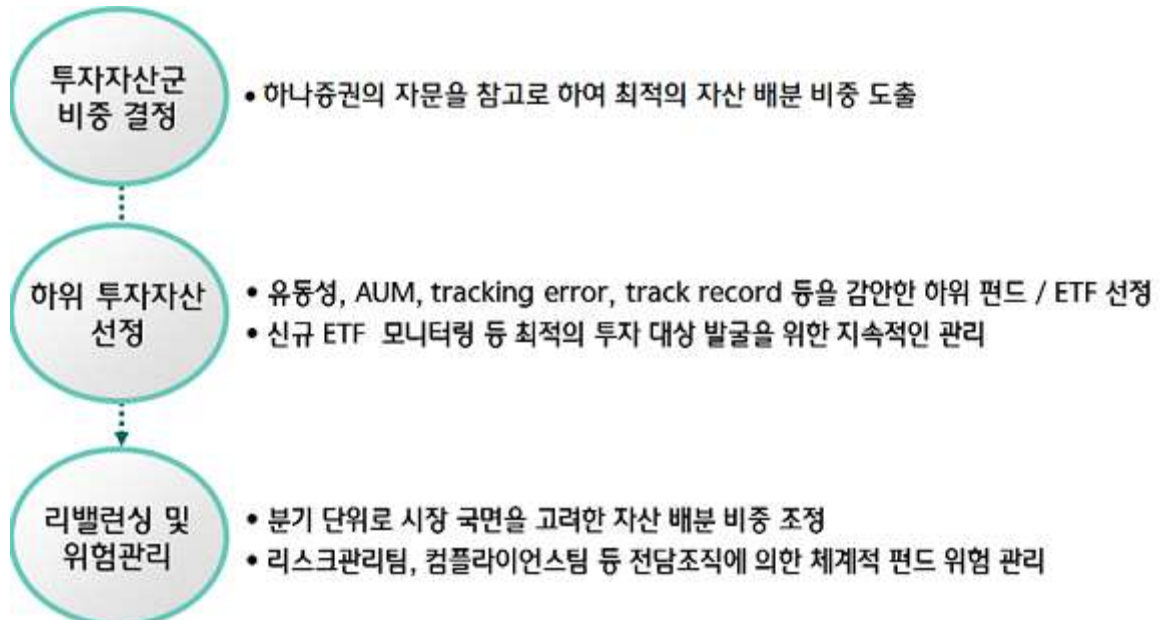 투자자산군
비중 결정
• 하나증권의 자문을 참고로 하여 최적의 자산 배분 비중 도출
하위 투자자산
선정
• 유동성, AUM, tracking error, track record 등을 감안한 하위 펀드 / ETF 선정
• 신규 ETF 모니터링 등 최적의 투자 대상 발굴을 위한 지속적인 관리
리밸런싱 및
위험관리
• 분기 단위로 시장 국면을 고려한 자산 배분 비중 조정
• 리스크관리팀, 컴플라이언스팀 등 전담조직에 의한 체계적 펀드 위험 관리